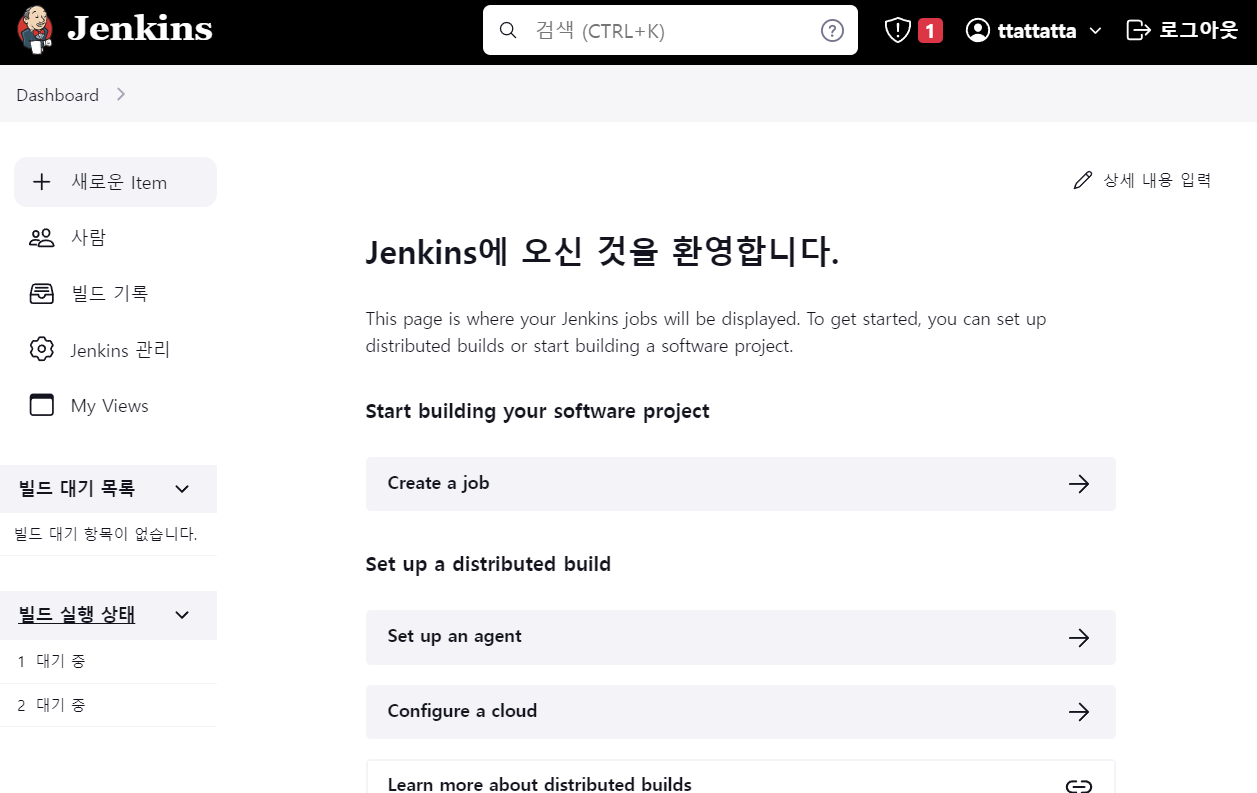 Jenkins
검색 (CTRL+K)
1
ttattatta
로그아웃
Dashboard
새로운 Item
사람
빌드 기록
Jenkins 관리
My Views
빌드 대기 목록
빌드 대기 항목이 없습니다.
빌드 실행 상태
1 대기 중
2 대기 중
상세 내용 입력
Jenkins에 오신 것을 환영합니다.
This page is where your Jenkins jobs will be displayed. To get started, you can set up
distributed builds or start building a software project.
Start building your software project
Create a job
Set up a distributed build
Set up an agent
Configure a cloud
Learn more about distributed builds